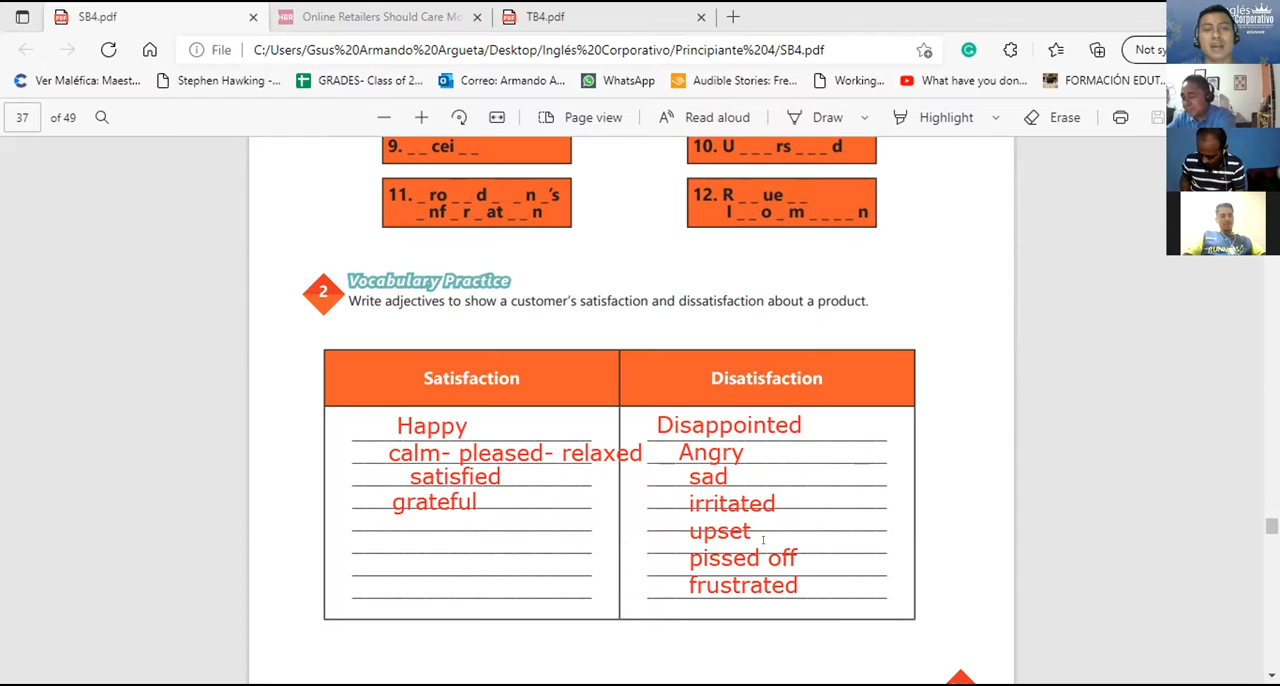 SB4.pdf
HBR Online Retailers Should Care Mo
TB4.pdf
File C:/Users/Gsus%20Armando%20Argueta/Desktop/Inglés%20Corporativo/Principiante%204/SB4.pdf Not sy
Ver Maléfica: Maest... Stephen Hawking -... GRADES- Class of 2... Correo: Armando A... WhatsApp Audible Stories: Fre... Working... What have you don... FORMACIÓN EDUT...
37 of 49 Page view Read aloud Draw Highlight Erase
9. _ _ cei _ _
10. U _ _ _ rs _ _ _ d
11. _ ro _ _ d _ _ n _'s
_ nf _ r _ at _ _ n
12. R _ _ ue _ _
I _ _ o _ m _ _ _ _ n
2 Vocabulary Practice
Write adjectives to show a customer's satisfaction and dissatisfaction about a product.
Satisfaction
Happy
calm- pleased- relaxed
satisfied
grateful
Disatisfaction
Disappointed
Angry
sad
irritated
upset
pissed off
frustrated
Inglés
Corporativo